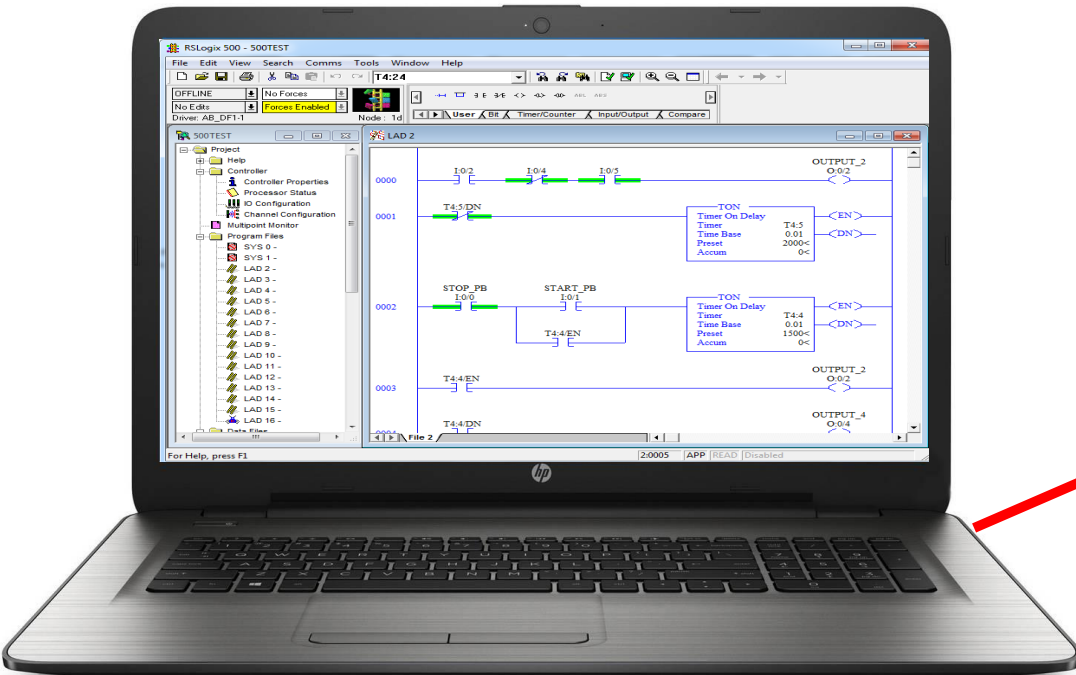 RSLogix 500 - 500TEST
File Edit View Search Comms Tools Window Help
T4:24
OFFLINE No Forces
No Edits Forces Enabled
Driver: AB_DF1-1 Node : 1d
ABL ABS
User Bit Timer/Counter Input/Output Compare
500TEST
Project
Help
Controller
Controller Properties
Processor Status
IO Configuration
Channel Configuration
Multipoint Monitor
Program Files
SYS 0 -
SYS 1 -
LAD 2 -
LAD 3 -
LAD 4 -
LAD 5 -
LAD 6 -
LAD 7 -
LAD 8 -
LAD 9 -
LAD 10 -
LAD 11 -
LAD 12 -
LAD 13 -
LAD 14 -
LAD 15 -
LAD 16 -
Data Files
LAD 2
OUTPUT_2
I:0/2 I:0/4 I:0/5 O:0/2
0000
T4:5/DN
0001
TON
Timer On Delay EN
Timer T4:5
Time Base 0.01 DN
Preset 2000<
Accum 0<
STOP_PB START_PB
I:0/0 I:0/1
0002
T4:4/EN
TON
Timer On Delay EN
Timer T4:4
Time Base 0.01 DN
Preset 1500<
Accum 0<
OUTPUT_2
T4:4/EN O:0/2
0003
OUTPUT_4
T4:4/DN O:0/4
0004
File 2
For Help, press F1 2:0005 APP READ Disabled
hp